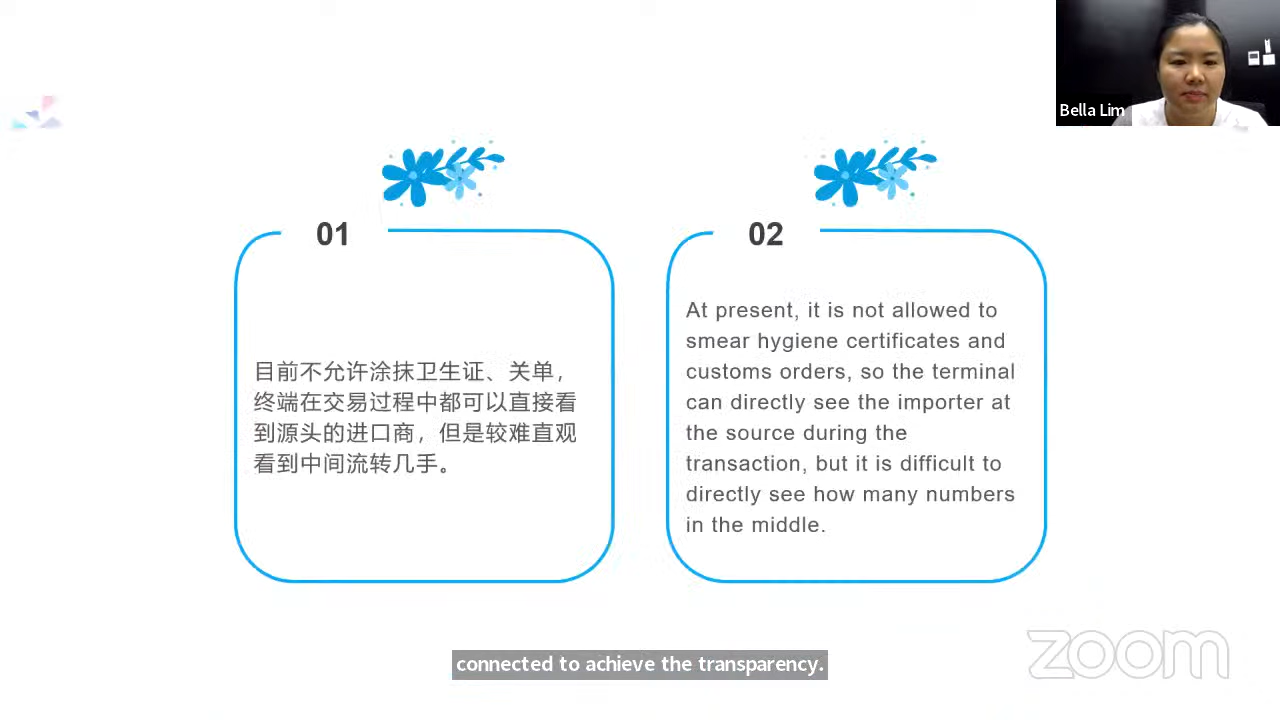 Bella Lim
01
目前不允许涂抹卫生证、关单，
终端在交易过程中都可以直接看
到源头的进口商，但是较难直观
看到中间流转几手。
02
At present, it is not allowed to
smear hygiene certificates and
customs orders, so the terminal
can directly see the importer at
the source during the
transaction, but it is difficult to
directly see how many numbers
in the middle.
connected to achieve the transparency.
zoom